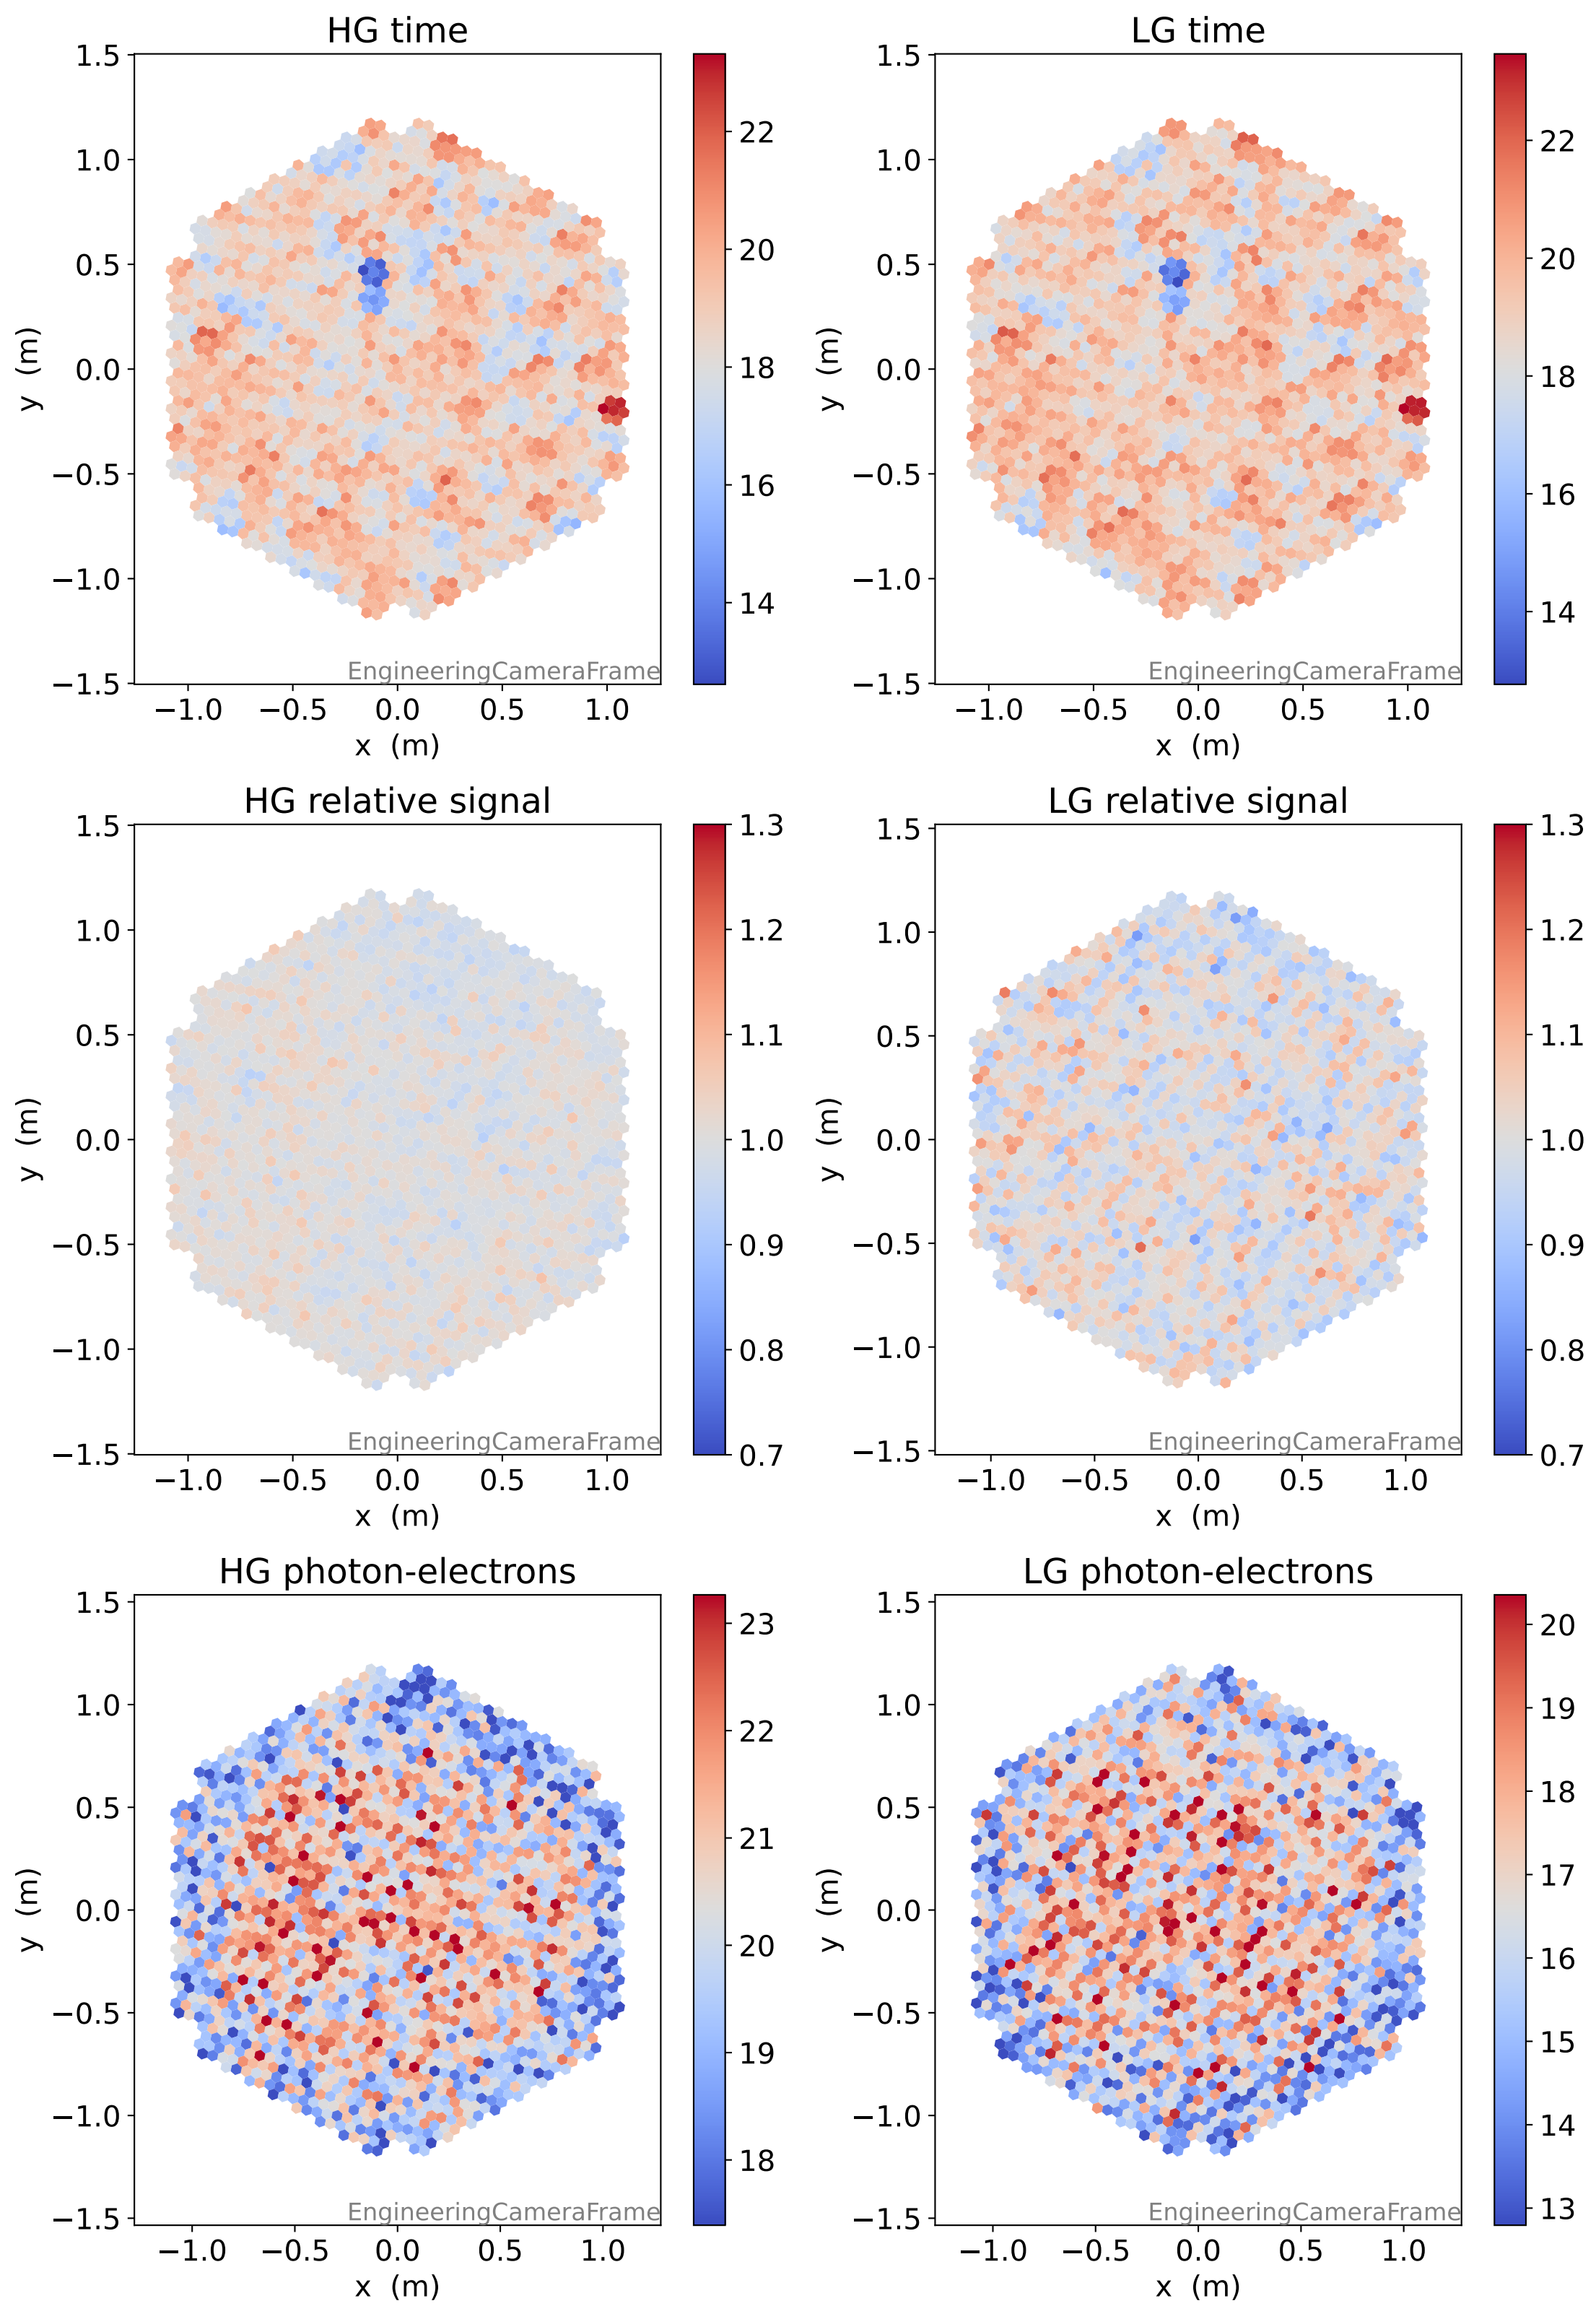 HG time
1.5
1.0
0.5
0.0
−0.5
−1.0
−1.5
y (m)
−1.0 −0.5 0.0 0.5 1.0
x (m)
EngineeringCameraFrame
22
20
18
16
14
LG time
1.5
1.0
0.5
0.0
−0.5
−1.0
−1.5
y (m)
−1.0 −0.5 0.0 0.5 1.0
x (m)
EngineeringCameraFrame
22
20
18
16
14
HG relative signal
1.5
1.0
0.5
0.0
−0.5
−1.0
−1.5
y (m)
−1.0 −0.5 0.0 0.5 1.0
x (m)
EngineeringCameraFrame
1.3
1.2
1.1
1.0
0.9
0.8
0.7
LG relative signal
1.5
1.0
0.5
0.0
−0.5
−1.0
−1.5
y (m)
−1.0 −0.5 0.0 0.5 1.0
x (m)
EngineeringCameraFrame
1.3
1.2
1.1
1.0
0.9
0.8
0.7
HG photon-electrons
1.5
1.0
0.5
0.0
−0.5
−1.0
−1.5
y (m)
−1.0 −0.5 0.0 0.5 1.0
x (m)
EngineeringCameraFrame
23
22
21
20
19
18
LG photon-electrons
1.5
1.0
0.5
0.0
−0.5
−1.0
−1.5
y (m)
−1.0 −0.5 0.0 0.5 1.0
x (m)
EngineeringCameraFrame
20
19
18
17
16
15
14
13